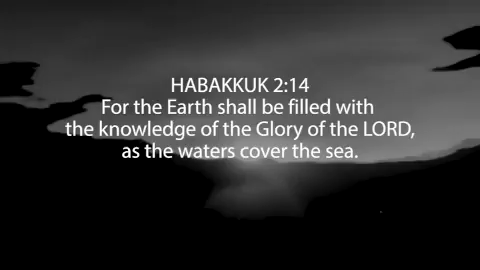 HABAKKUK 2:14
For the Earth shall be filled with
the knowledge of the Glory of the LORD,
as the waters cover the sea.